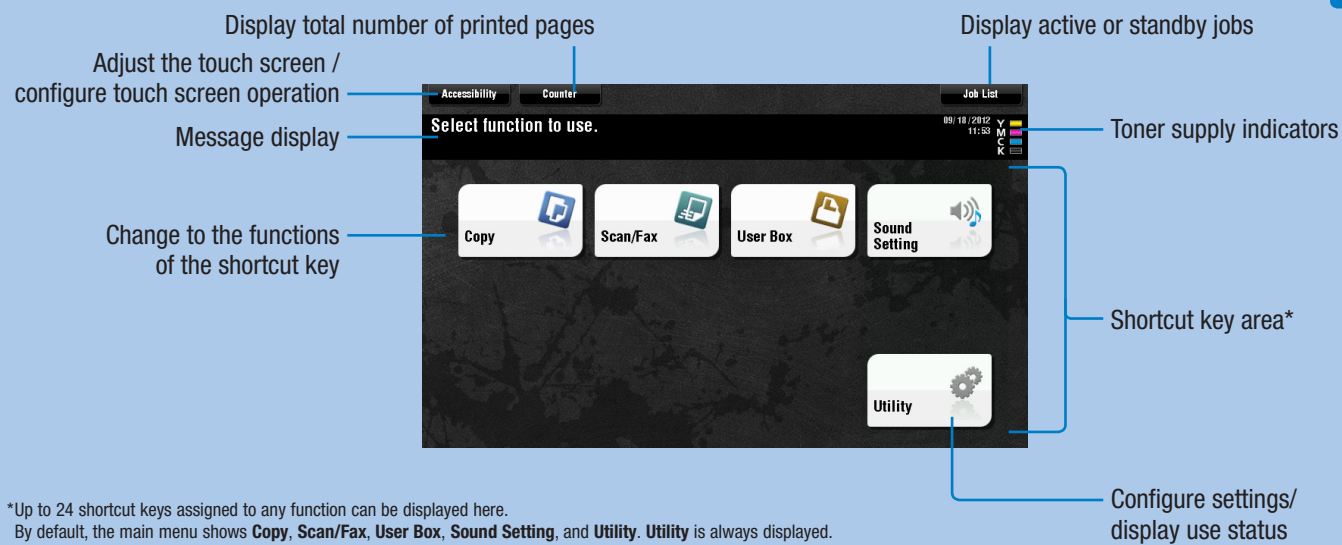 Display total number of printed pages
Display active or standby jobs
Adjust the touch screen /
configure touch screen operation
Accessibility
Counter
Job List
Message display
Select function to use.
09/18/2012
11:53
Y
M
C
K
Toner supply indicators
Change to the functions
of the shortcut key
Copy
Scan/Fax
User Box
Sound
Setting
Shortcut key area*
Utility
Configure settings/
display use status
*Up to 24 shortcut keys assigned to any function can be displayed here.
By default, the main menu shows Copy, Scan/Fax, User Box, Sound Setting, and Utility. Utility is always displayed.